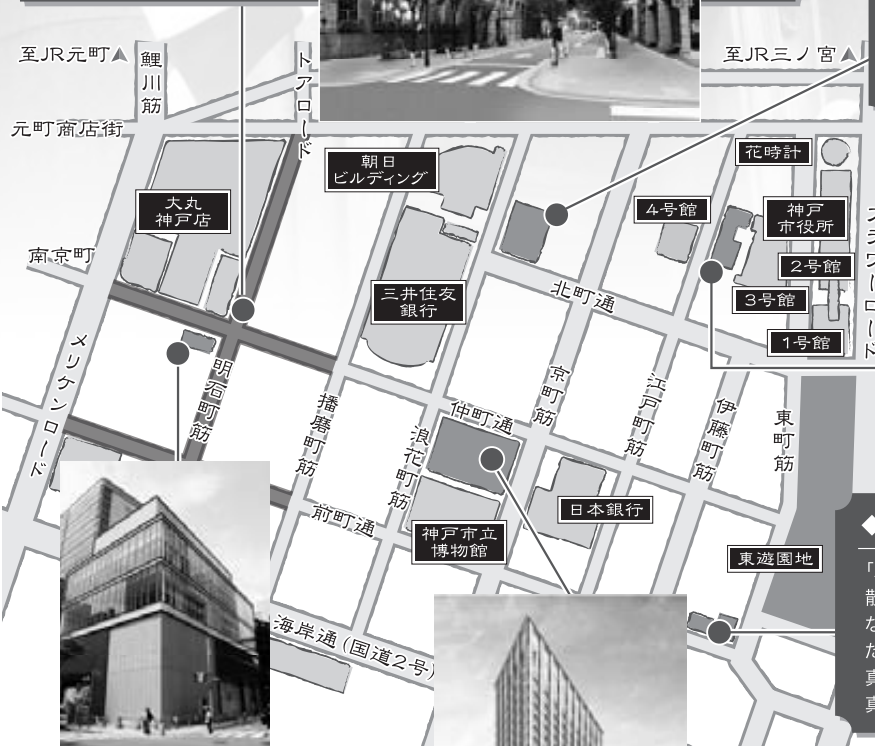 至JR元町
鯉川筋
トアロード
至JR三ノ宮
元町商店街
朝日
ビルディング
花時計
大丸
神戸店
4号館
神戸
市役所
南京町
2号館
北町通
三井住友
銀行
3号館
1号館
メリケンロード
明石町筋
播磨町筋
浪花町筋
仲町通
京町筋
江戸町筋
伊藤町筋
東町筋
前町通
神戸市立
博物館
日本銀行
東遊園地
海岸通(国道2号)
◆
「
散
な
た
真
真